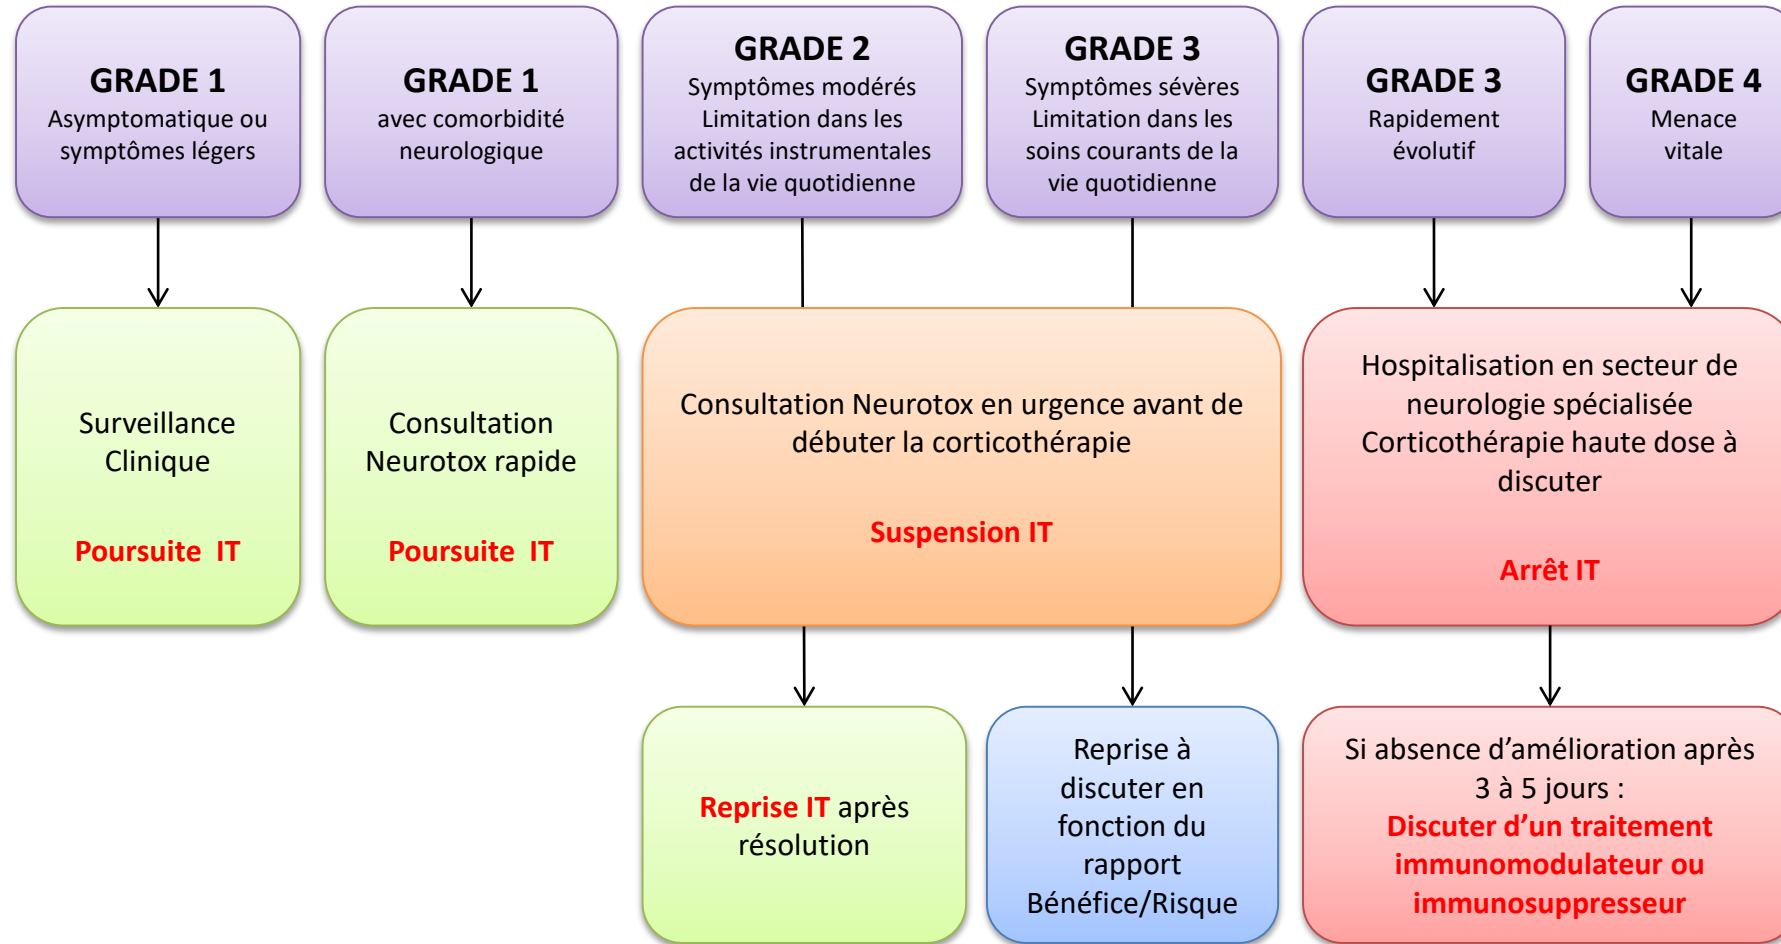 GRADE 1
Asymptomatique ou
symptômes légers
GRADE 1
avec comorbidité
neurologique
GRADE 2
Symptômes modérés
Limitation dans les
activités instrumentales
de la vie quotidienne
GRADE 3
Symptômes sévères
Limitation dans les
soins courants de la
vie quotidienne
GRADE 3
Rapidement
évolutif
GRADE 4
Menace
vitale
Surveillance
Clinique
Poursuite IT
Consultation
Neurotox rapide
Poursuite IT
Consultation Neurotox en urgence avant de
débuter la corticothérapie
Suspension IT
Hospitalisation en secteur de
neurologie spécialisée
Corticothérapie haute dose à
discuter
Arrêt IT
Reprise IT après
résolution
Reprise à
discuter en
fonction du
rapport
Bénéfice/Risque
Si absence d'amélioration après
3 à 5 jours :
Discuter d'un traitement
immunomodulateur ou
immunosuppresseur